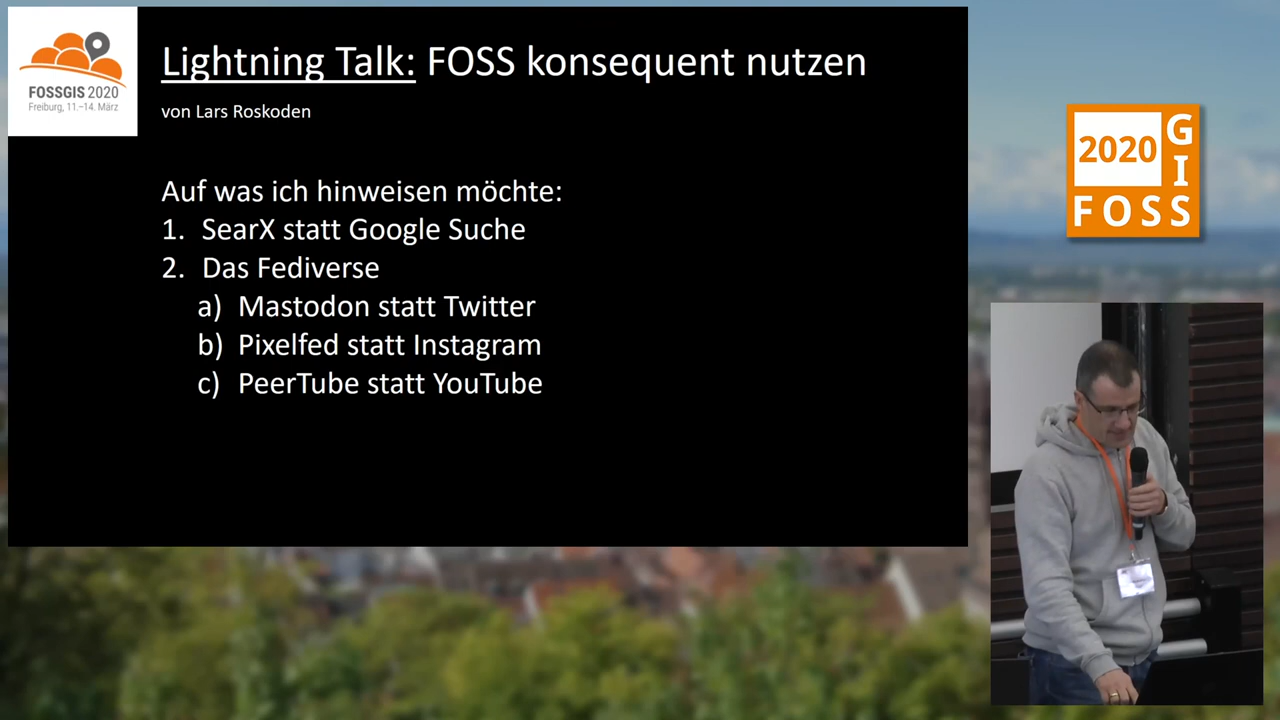 FOSSGIS 2020
Freiburg, 11.–14. März
Lightning Talk: FOSS konsequent nutzen
von Lars Roskoden
Auf was ich hinweisen möchte:
1. SearX statt Google Suche
2. Das Fediverse
a) Mastodon statt Twitter
b) Pixelfed statt Instagram
c) PeerTube statt YouTube
2020
GIS
FOSS